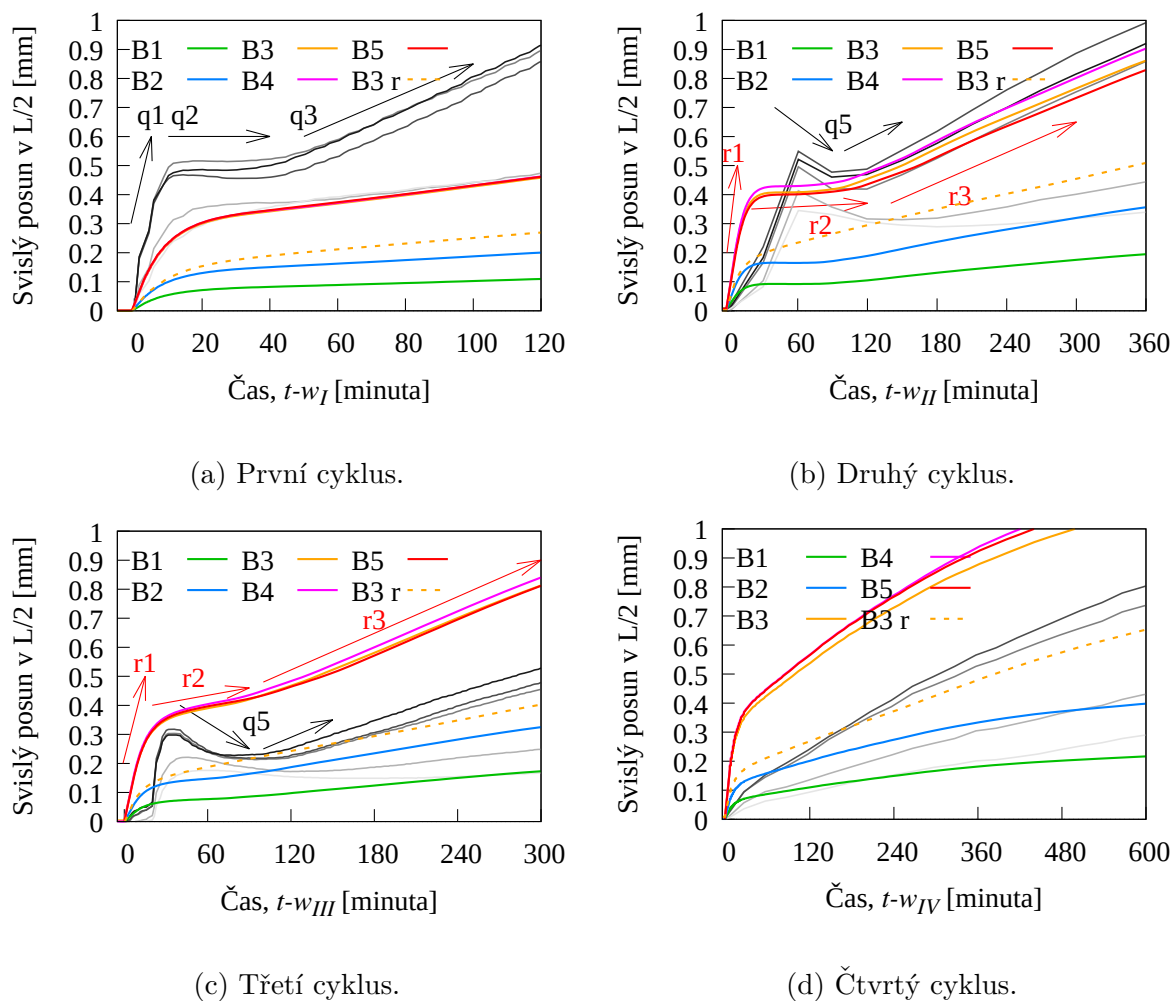 Svislý posun v L/2 [mm]
1
0.9
0.8
0.7
0.6
0.5
0.4
0.3
0.2
0.1
0
B1 B3 B5
B2 B4 B3 r
q1 q2 q3
0 20 40 60 80 100 120
Čas, t-wI [minuta]
(a) První cyklus.
Svislý posun v L/2 [mm]
1
0.9
0.8
0.7
0.6
0.5
0.4
0.3
0.2
0.1
0
B1 B3 B5
B2 B4 B3 r
q5
r1
r2 r3
0 60 120 180 240 300 360
Čas, t-wII [minuta]
(b) Druhý cyklus.
Svislý posun v L/2 [mm]
1
0.9
0.8
0.7
0.6
0.5
0.4
0.3
0.2
0.1
0
B1 B3 B5
B2 B4 B3 r
r3
r1 r2
q5
0 60 120 180 240 300
Čas, t-wIII [minuta]
(c) Třetí cyklus.
Svislý posun v L/2 [mm]
1
0.9
0.8
0.7
0.6
0.5
0.4
0.3
0.2
0.1
0
B1 B4
B2 B5
B3 B3 r
0 120 240 360 480 600
Čas, t-wIV [minuta]
(d) Čtvrtý cyklus.